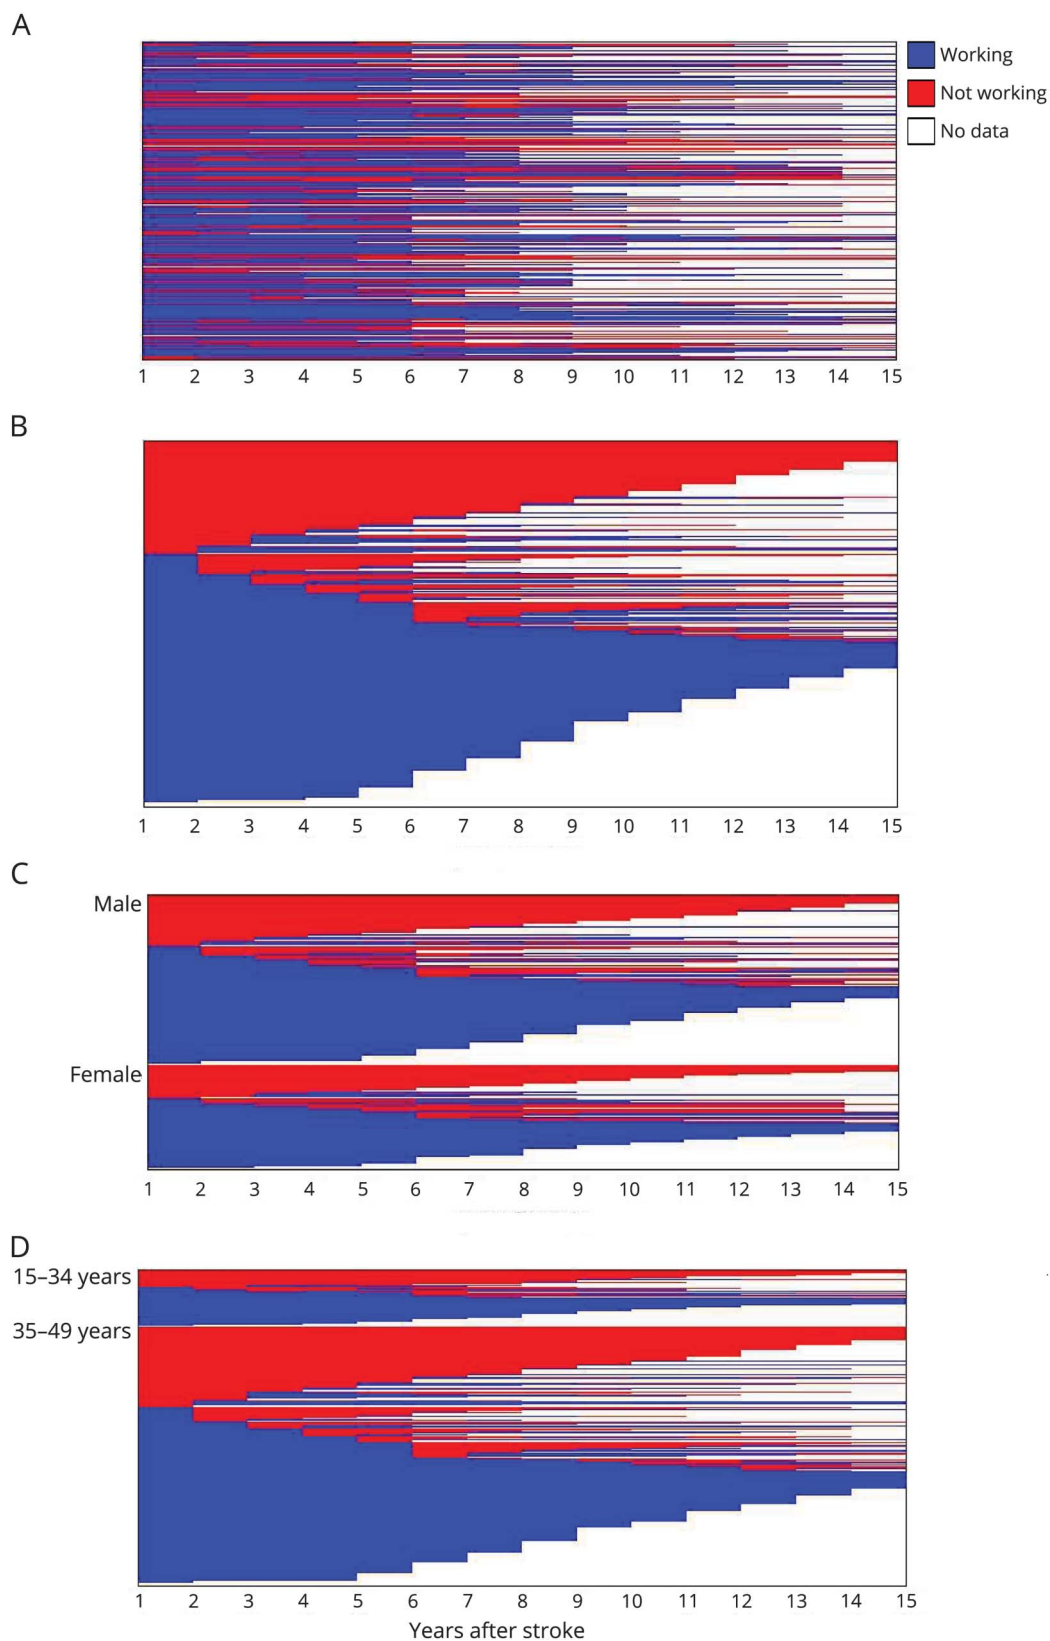 A
Working
Not working
No data
1 2 3 4 5 6 7 8 9 10 11 12 13 14 15
B
1 2 3 4 5 6 7 8 9 10 11 12 13 14 15
C
Male
Female
1 2 3 4 5 6 7 8 9 10 11 12 13 14 15
D
15–34 years
35–49 years
1 2 3 4 5 6 7 8 9 10 11 12 13 14 15
Years after stroke